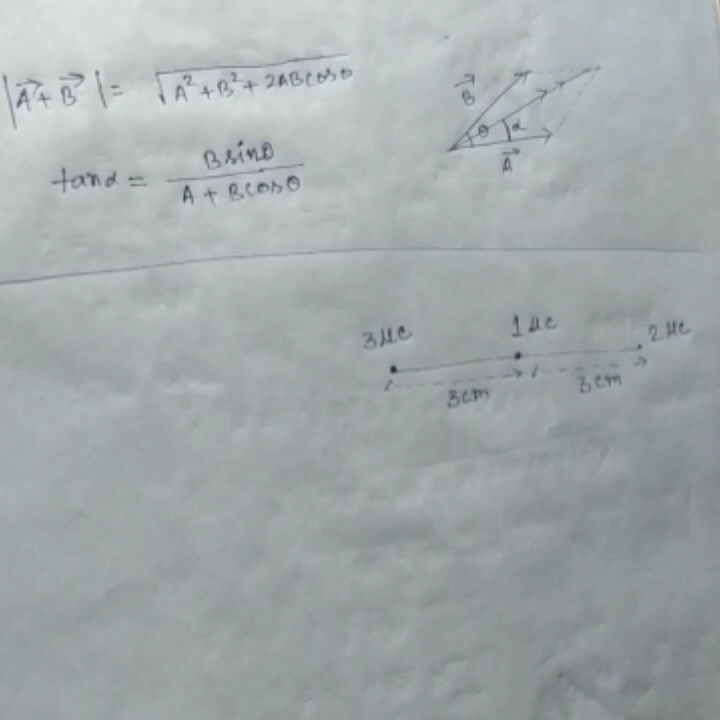 |A⃗ + B⃗| = √A² + B² + 2ABcosθ
B⃗
θ α
A⃗
tanα = Bsinθ / A + Bcosθ
3μc 1μc 2μc
3cm 3cm